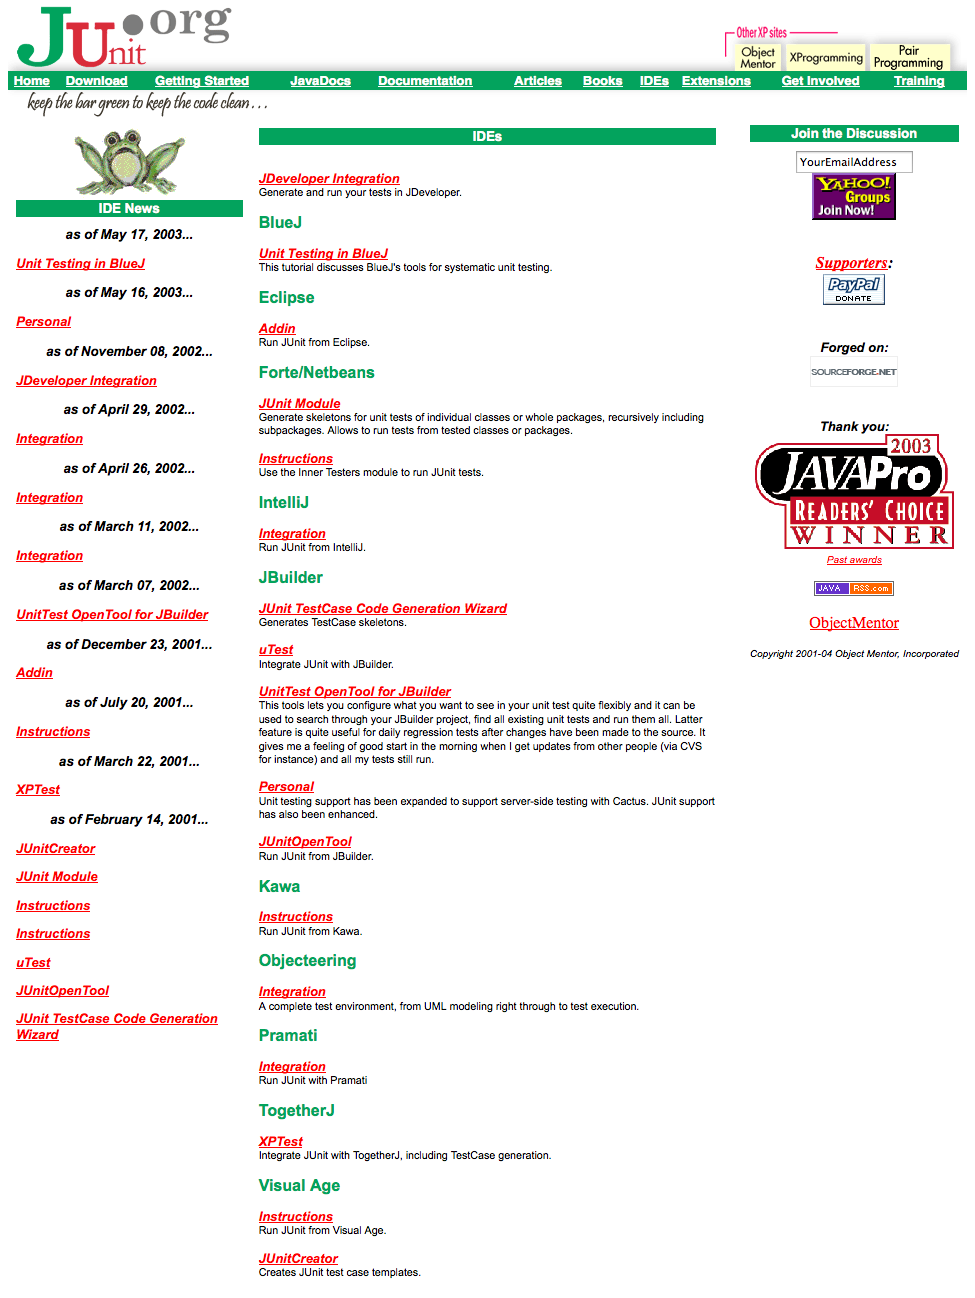 JUnit.org
Other XP sites
Object Mentor
XProgramming
Pair Programming
Home Download Getting Started JavaDocs Documentation Articles Books IDEs Extensions Get Involved Training
keep the bar green to keep the code clean . . .
IDE News
as of May 17, 2003...
Unit Testing in BlueJ
as of May 16, 2003...
Personal
as of November 08, 2002...
JDeveloper Integration
as of April 29, 2002...
Integration
as of April 26, 2002...
Integration
as of March 11, 2002...
Integration
as of March 07, 2002...
UnitTest OpenTool for JBuilder
as of December 23, 2001...
Addin
as of July 20, 2001...
Instructions
as of March 22, 2001...
XPTest
as of February 14, 2001...
JUnitCreator
JUnit Module
Instructions
Instructions
uTest
JUnitOpenTool
JUnit TestCase Code Generation
Wizard
IDEs
JDeveloper Integration
Generate and run your tests in JDeveloper.
BlueJ
Unit Testing in BlueJ
This tutorial discusses BlueJ's tools for systematic unit testing.
Eclipse
Addin
Run JUnit from Eclipse.
Forte/Netbeans
JUnit Module
Generate skeletons for unit tests of individual classes or whole packages, recursively including
subpackages. Allows to run tests from tested classes or packages.
Instructions
Use the Inner Testers module to run JUnit tests.
IntelliJ
Integration
Run JUnit from IntelliJ.
JBuilder
JUnit TestCase Code Generation Wizard
Generates TestCase skeletons.
uTest
Integrate JUnit with JBuilder.
UnitTest OpenTool for JBuilder
This tools lets you configure what you want to see in your unit test quite flexibly and it can be
used to search through your JBuilder project, find all existing unit tests and run them all. Latter
feature is quite useful for daily regression tests after changes have been made to the source. It
gives me a feeling of good start in the morning when I get updates from other people (via CVS
for instance) and all my tests still run.
Personal
Unit testing support has been expanded to support server-side testing with Cactus. JUnit support
has also been enhanced.
JUnitOpenTool
Run JUnit from JBuilder.
Kawa
Instructions
Run JUnit from Kawa.
Objecteering
Integration
A complete test environment, from UML modeling right through to test execution.
Pramati
Integration
Run JUnit with Pramati
TogetherJ
XPTest
Integrate JUnit with TogetherJ, including TestCase generation.
Visual Age
Instructions
Run JUnit from Visual Age.
JUnitCreator
Creates JUnit test case templates.
Join the Discussion
YourEmailAddress
YAHOO!
Groups
Join Now!
Supporters:
PayPal
DONATE
Forged on:
SOURCEFORGE.NET
Thank you:
2003
JAVAPro
READERS' CHOICE
WINNER
Past awards
JAVA RSS.com
ObjectMentor
Copyright 2001-04 Object Mentor, Incorporated